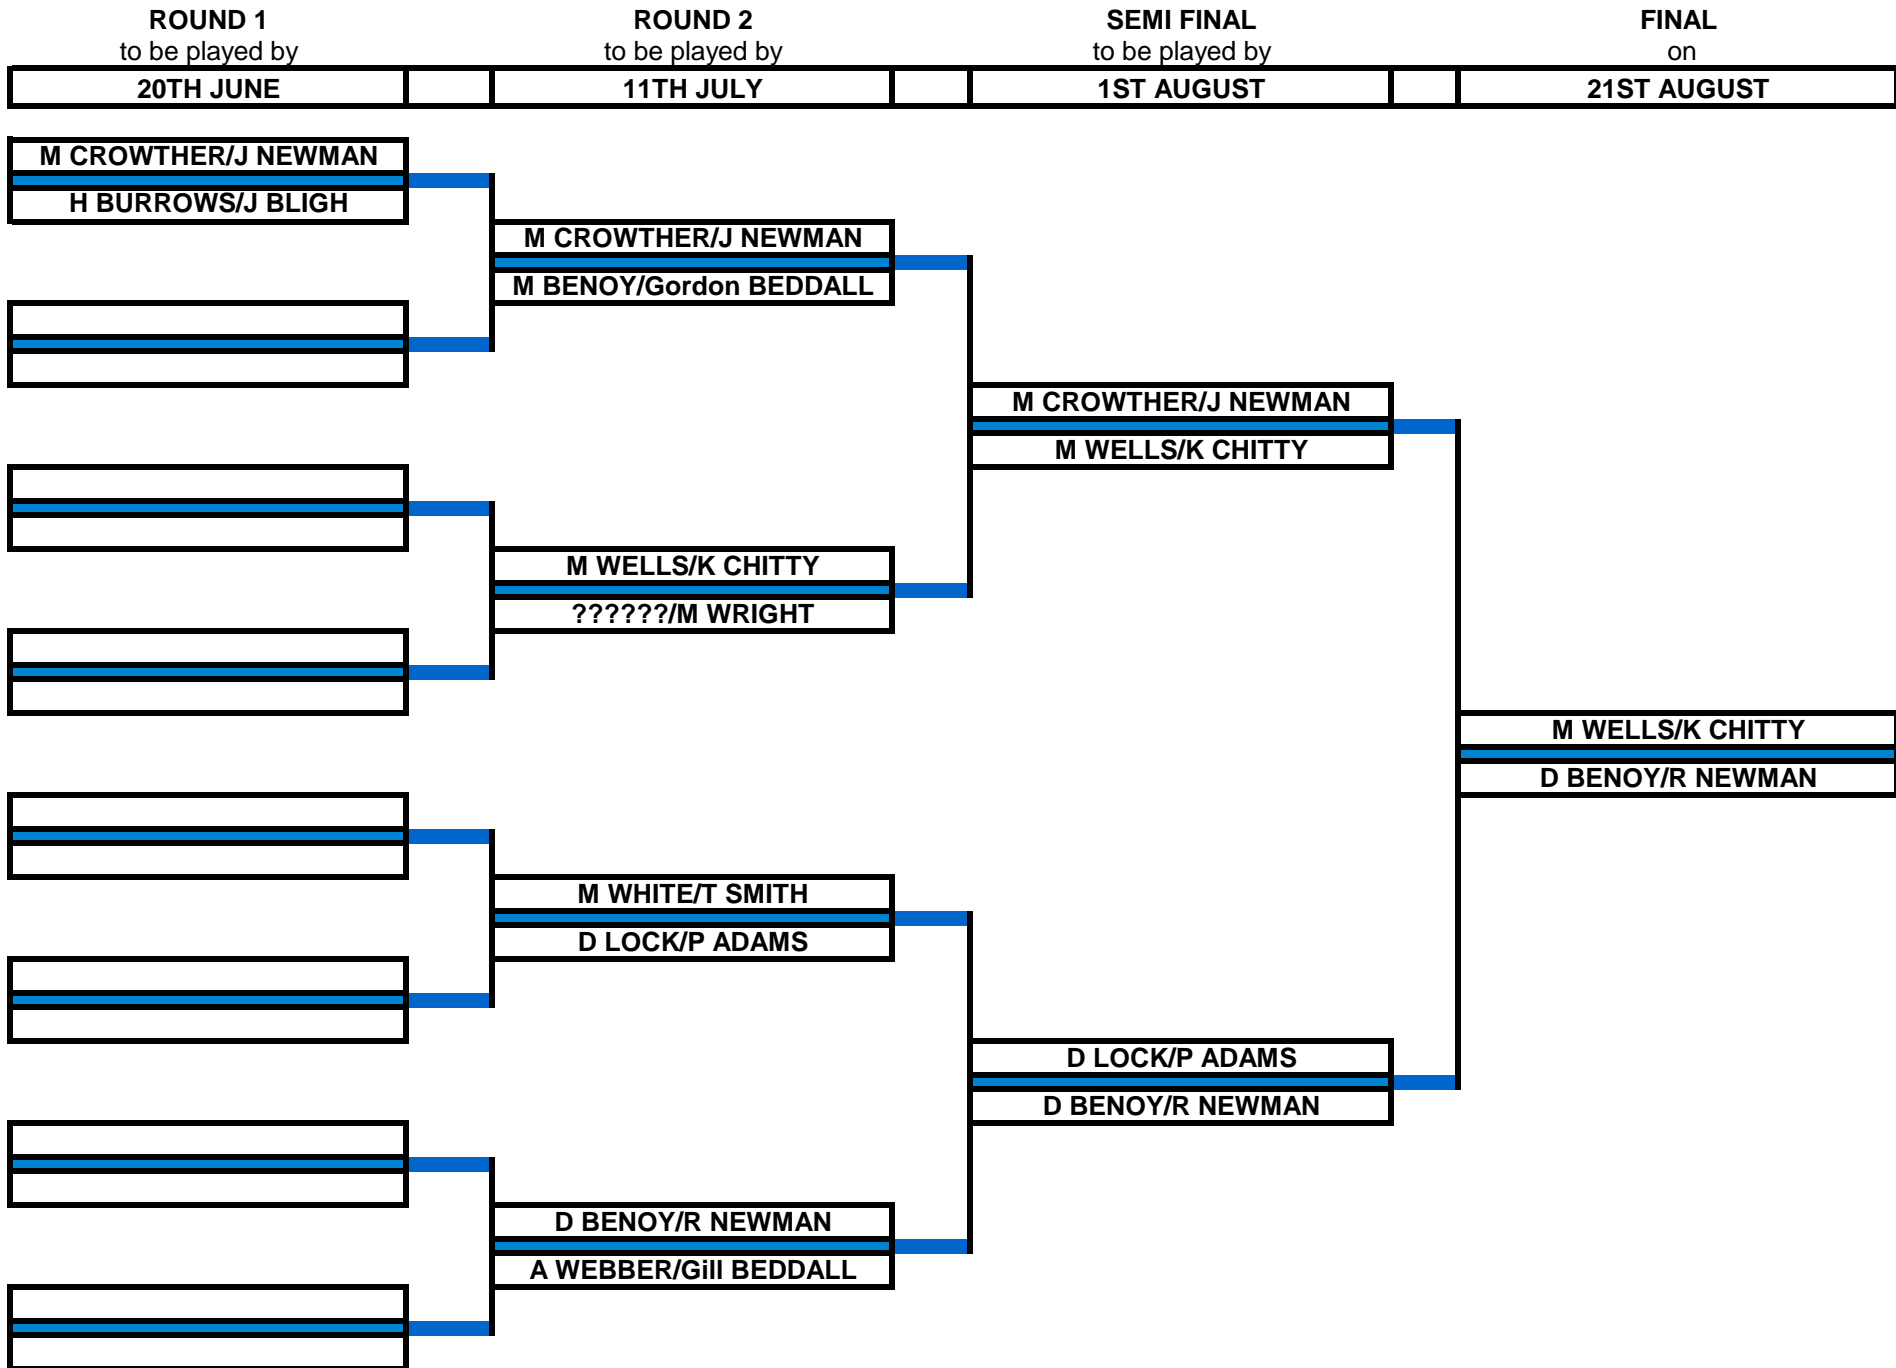 ROUND 1
to be played by
20TH JUNE
ROUND 2
to be played by
11TH JULY
SEMI FINAL
to be played by
1ST AUGUST
FINAL
on
21ST AUGUST
M CROWTHER/J NEWMAN
H BURROWS/J BLIGH
M CROWTHER/J NEWMAN
M BENOY/Gordon BEDDALL
M WELLS/K CHITTY
??????/M WRIGHT
M WHITE/T SMITH
D LOCK/P ADAMS
D BENOY/R NEWMAN
A WEBBER/Gill BEDDALL
M CROWTHER/J NEWMAN
M WELLS/K CHITTY
D LOCK/P ADAMS
D BENOY/R NEWMAN
M WELLS/K CHITTY
D BENOY/R NEWMAN